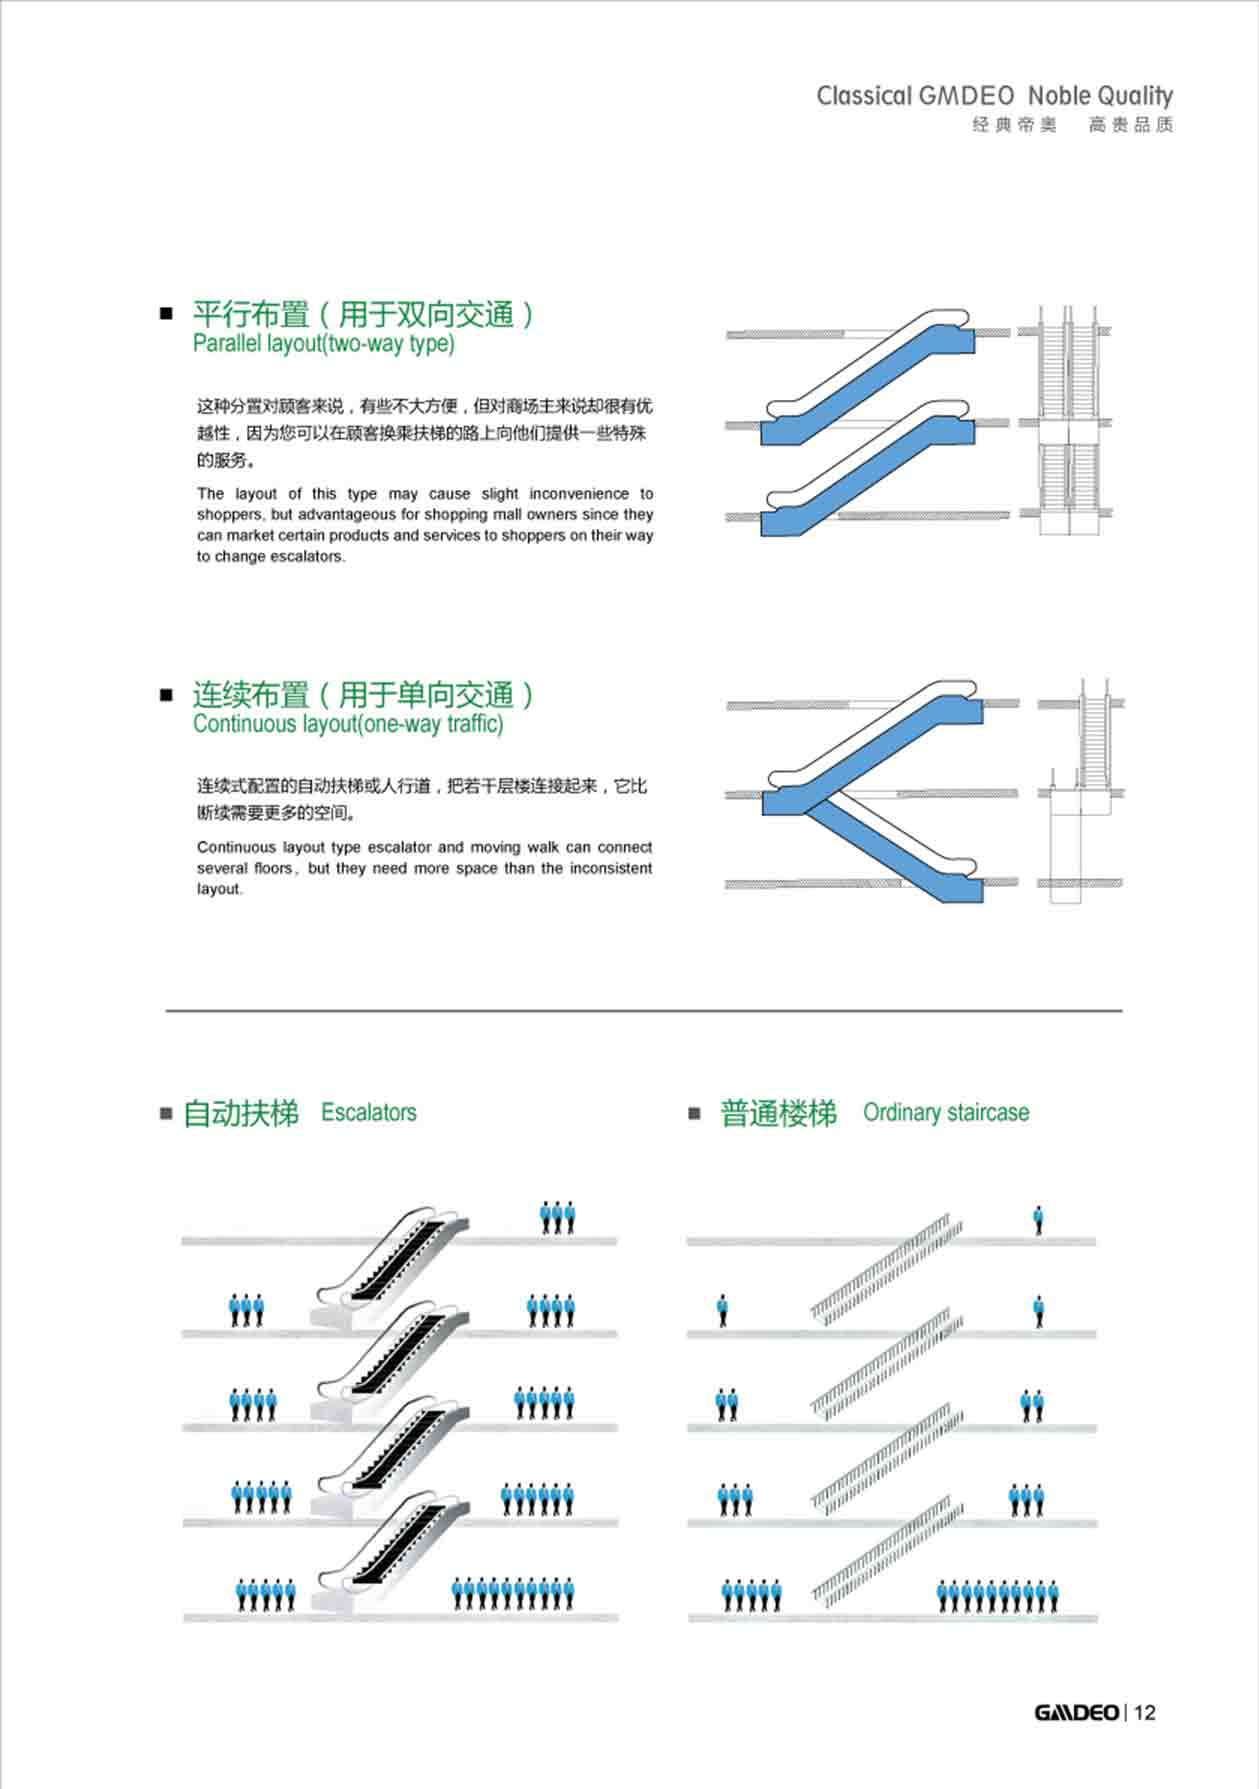 Classical GMDEO Noble Quality
经典帝奥 高贵品质
平行布置（用于双向交通）
Parallel layout(two-way type)
这种分置对顾客来说，有些不大方便，但对商场主来说却很有优
越性，因为您可以在顾客换乘扶梯的路上向他们提供一些特殊
的服务。
The layout of this type may cause slight inconvenience to
shoppers, but advantageous for shopping mall owners since they
can market certain products and services to shoppers on their way
to change escalators.
连续布置（用于单向交通）
Continuous layout(one-way traffic)
连续式配置的自动扶梯或人行道，把若干层楼连接起来，它比
断续需要更多的空间。
Continuous layout type escalator and moving walk can connect
several floors, but they need more space than the inconsistent
layout.
自动扶梯 Escalators
普通楼梯 Ordinary staircase
GMDEO | 12